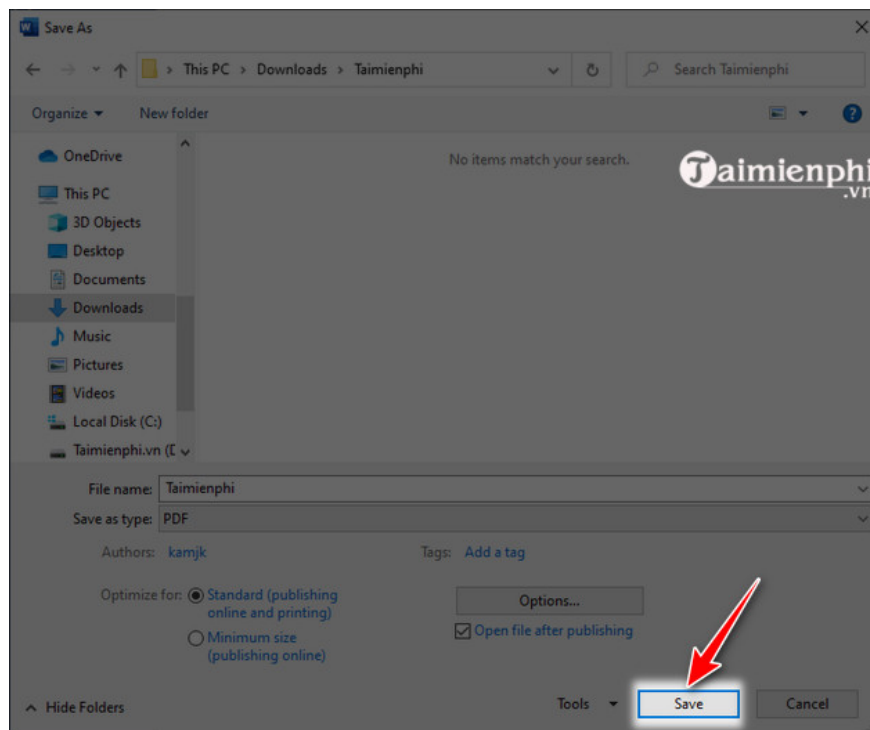 Save As
This PC > Downloads > Taimienphi
Search Taimienphi
Organize
New folder
OneDrive
No items match your search.
Taimienphi
.vn
This PC
3D Objects
Desktop
Documents
Downloads
Music
Pictures
Videos
Local Disk (C:)
Taimienphi.vn (D
File name: Taimienphi
Save as type: PDF
Authors: kamjk
Tags: Add a tag
Optimize for: Standard (publishing
online and printing)
Minimum size
(publishing online)
Options...
Open file after publishing
Hide Folders
Tools
Save
Cancel